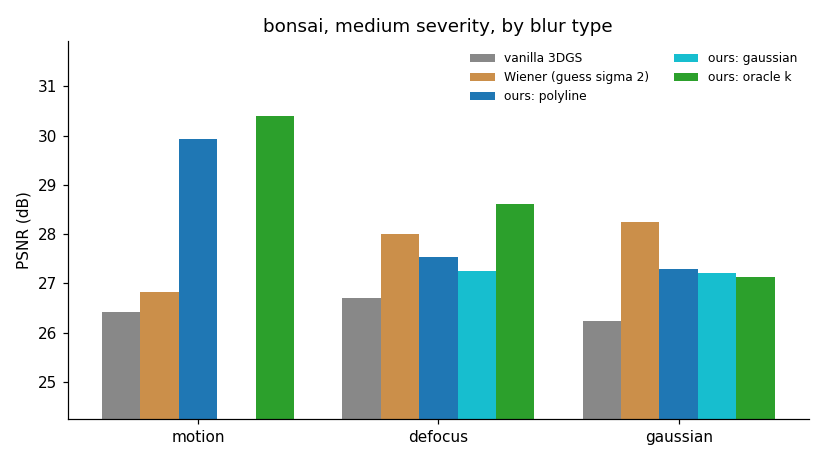 bonsai, medium severity, by blur type
vanilla 3DGS
Wiener (guess sigma 2)
ours: polyline
ours: gaussian
ours: oracle k
PSNR (dB)
31
30
29
28
27
26
25
motion
defocus
gaussian